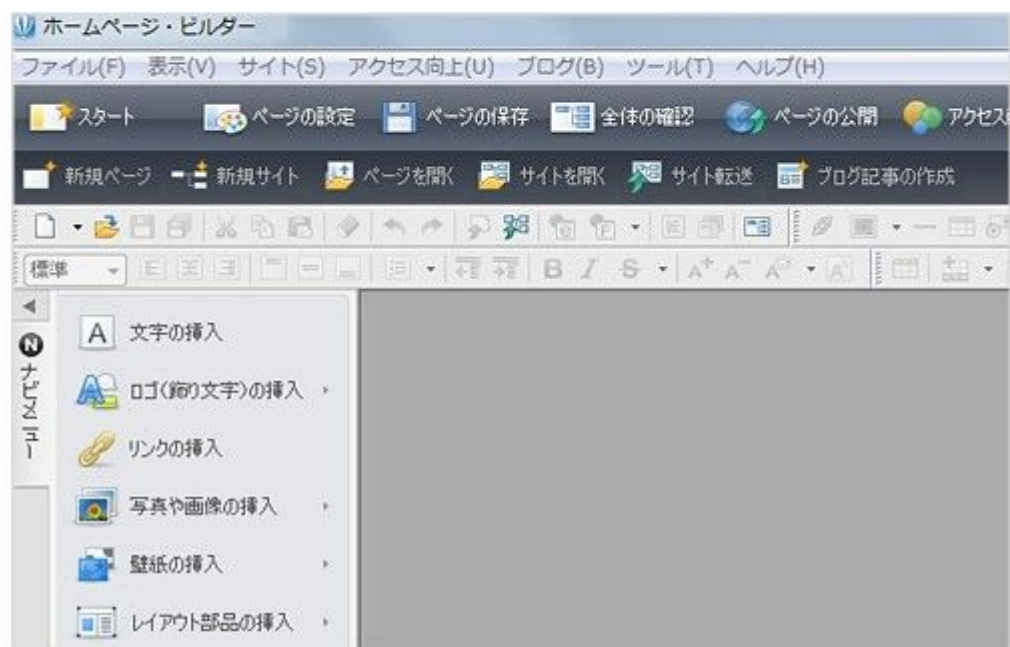 ホームページ・ビルダー
ファイル(F) 表示(V) サイト(S) アクセス向上(U) ブログ(B) ツール(T) ヘルプ(H)
スタート ページの設定 ページの保存 全体の確認 ページの公開 アクセス
新規ページ 新規サイト ページを開く サイトを開く サイト転送 ブログ記事の作成
標準 B I S A+ A-
ナビメニュー
A 文字の挿入
ロゴ(飾り文字)の挿入
リンクの挿入
写真や画像の挿入
壁紙の挿入
レイアウト部品の挿入